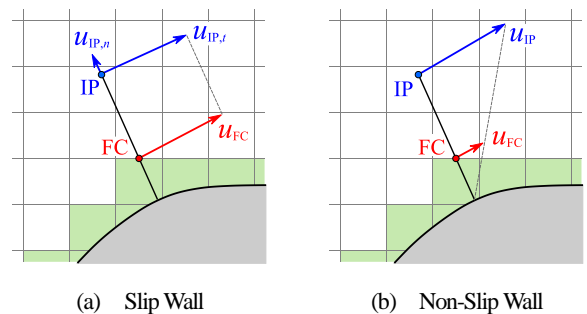 u_IP,n
u_IP,t
IP
FC
u_FC
u_IP
IP
FC
u_FC
(a) Slip Wall
(b) Non-Slip Wall